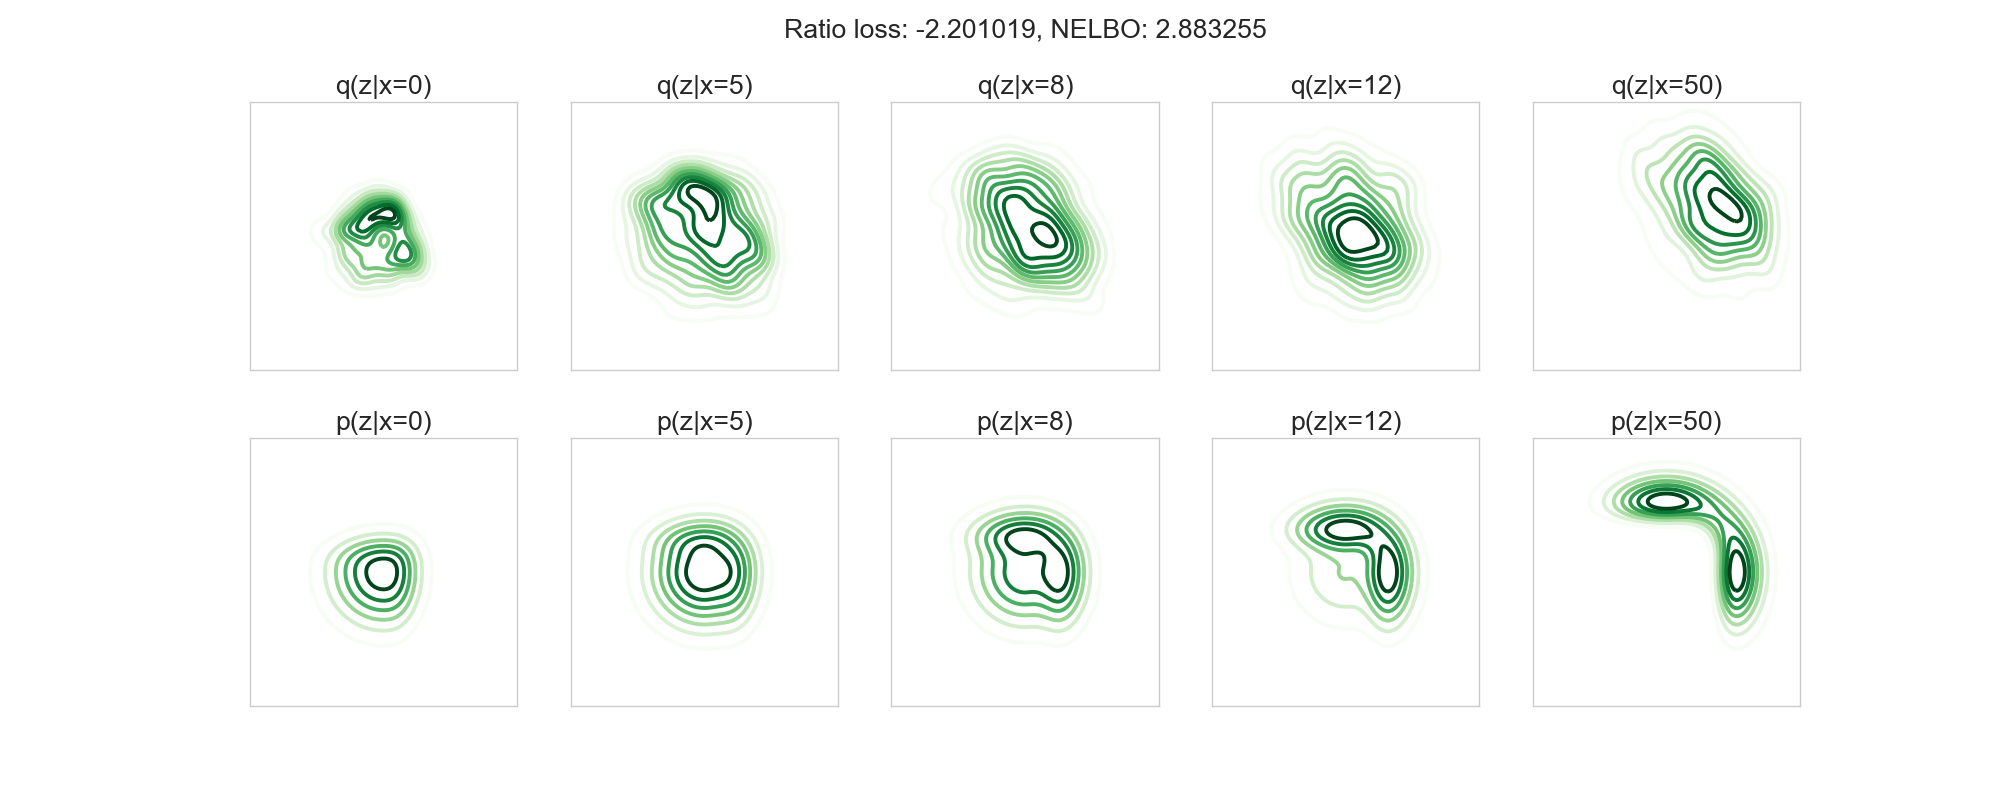 Ratio loss: -2.201019, NELBO: 2.883255
q(z|x=0) q(z|x=5) q(z|x=8) q(z|x=12) q(z|x=50)
p(z|x=0) p(z|x=5) p(z|x=8) p(z|x=12) p(z|x=50)